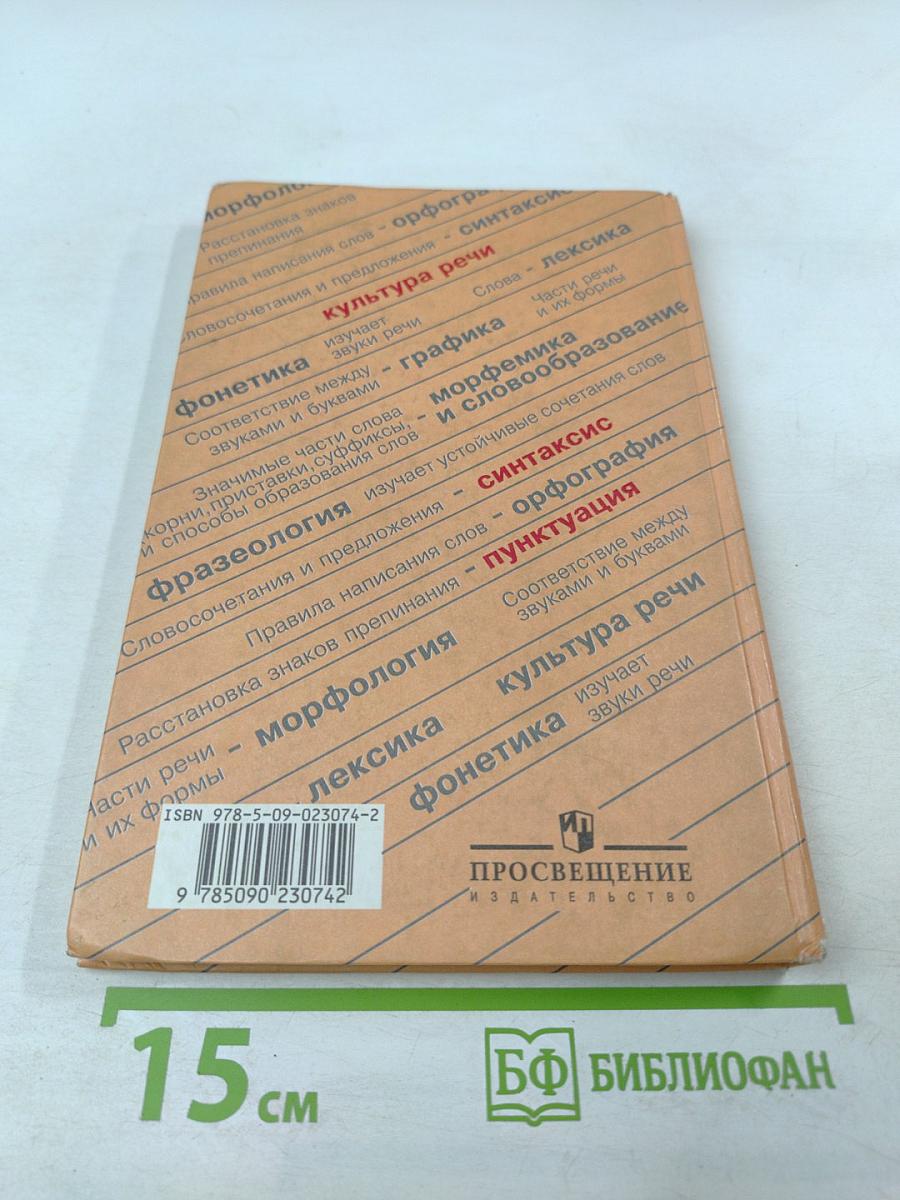 морфоло
Расстановка знаков
препинания
правила написания слов - орфогра
словосочетания и предложения - синтаксис
культура речи
Слова - лексика
фонетика изучает
звуки речи
Части речи
и их формы
Соответствие между
звуками и буквами - графика
Значимые части слова
корни, приставки, суффиксы,
и способы образования слов - морфемика
и словообразование
фразеология изучает устойчивые сочетания слов
Словосочетания и предложения - синтаксис
Правила написания слов - орфография
Расстановка знаков препинания - пунктуация
Соответствие между
звуками и буквами
Части речи
и их формы - морфология
культура речи
лексика
фонетика изучает
звуки речи
ISBN 978-5-09-023074-2
9 785090 230742
ПРОСВЕЩЕНИЕ
ИЗДАТЕЛЬСТВО
15 см
БФ БИБЛИОФАН